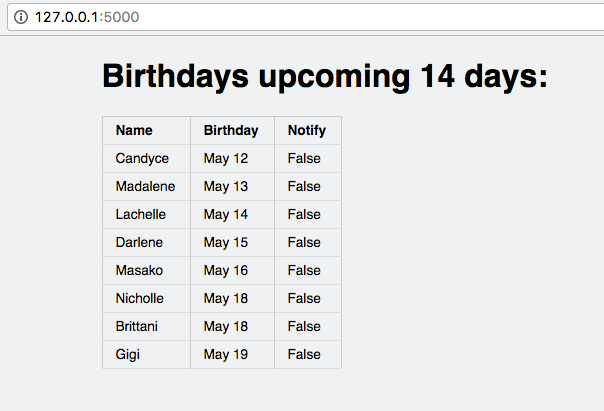 127.0.0.1:5000
Birthdays upcoming 14 days:
Name Birthday Notify
Candyce May 12 False
Madalene May 13 False
Lachelle May 14 False
Darlene May 15 False
Masako May 16 False
Nicholle May 18 False
Brittani May 18 False
Gigi May 19 False